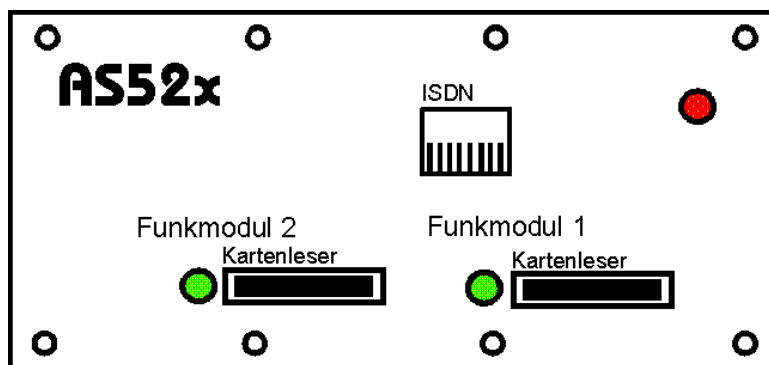 AS52x
ISDN
Funkmodul 2
Funkmodul 1
Kartenleser
Kartenleser